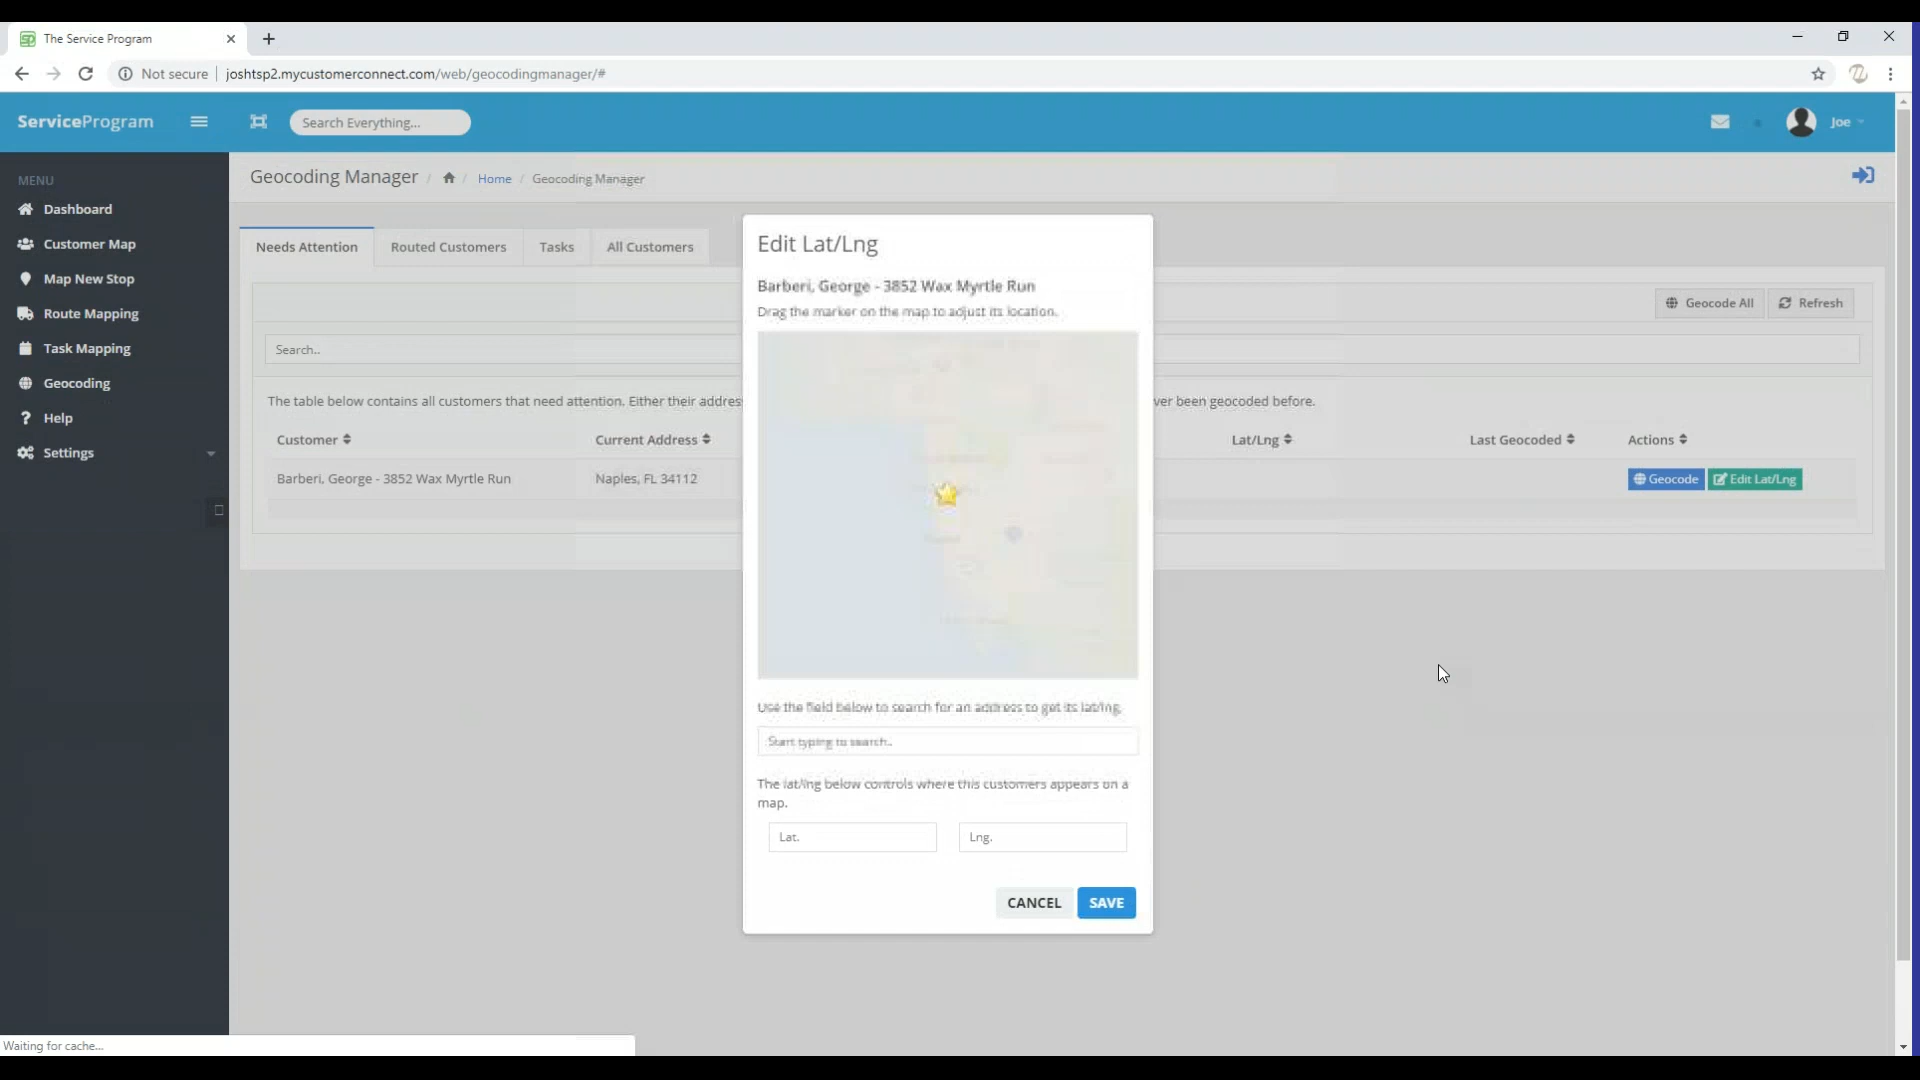 The Service Program
Not secure joshtsp2.mycustomerconnect.com/web/geocodingmanager/#
ServiceProgram
Search Everything...
Joe
MENU
Dashboard
Customer Map
Map New Stop
Route Mapping
Task Mapping
Geocoding
Help
Settings
Geocoding Manager / / Home / Geocoding Manager
Needs Attention Routed Customers Tasks All Customers
Geocode All Refresh
Search..
The table below contains all customers that need attention. Either their addres
ver been geocoded before.
Customer Current Address Lat/Lng Last Geocoded Actions
Barberi, George - 3852 Wax Myrtle Run Naples, FL 34112 Geocode Edit Lat/Lng
Edit Lat/Lng
Barberi, George - 3852 Wax Myrtle Run
Drag the marker on the map to adjust its location.
Use the field below to search for an address to get its lat/lng.
Start typing to search..
The lat/lng below controls where this customers appears on a
map.
Lat. Lng.
CANCEL SAVE
Waiting for cache...